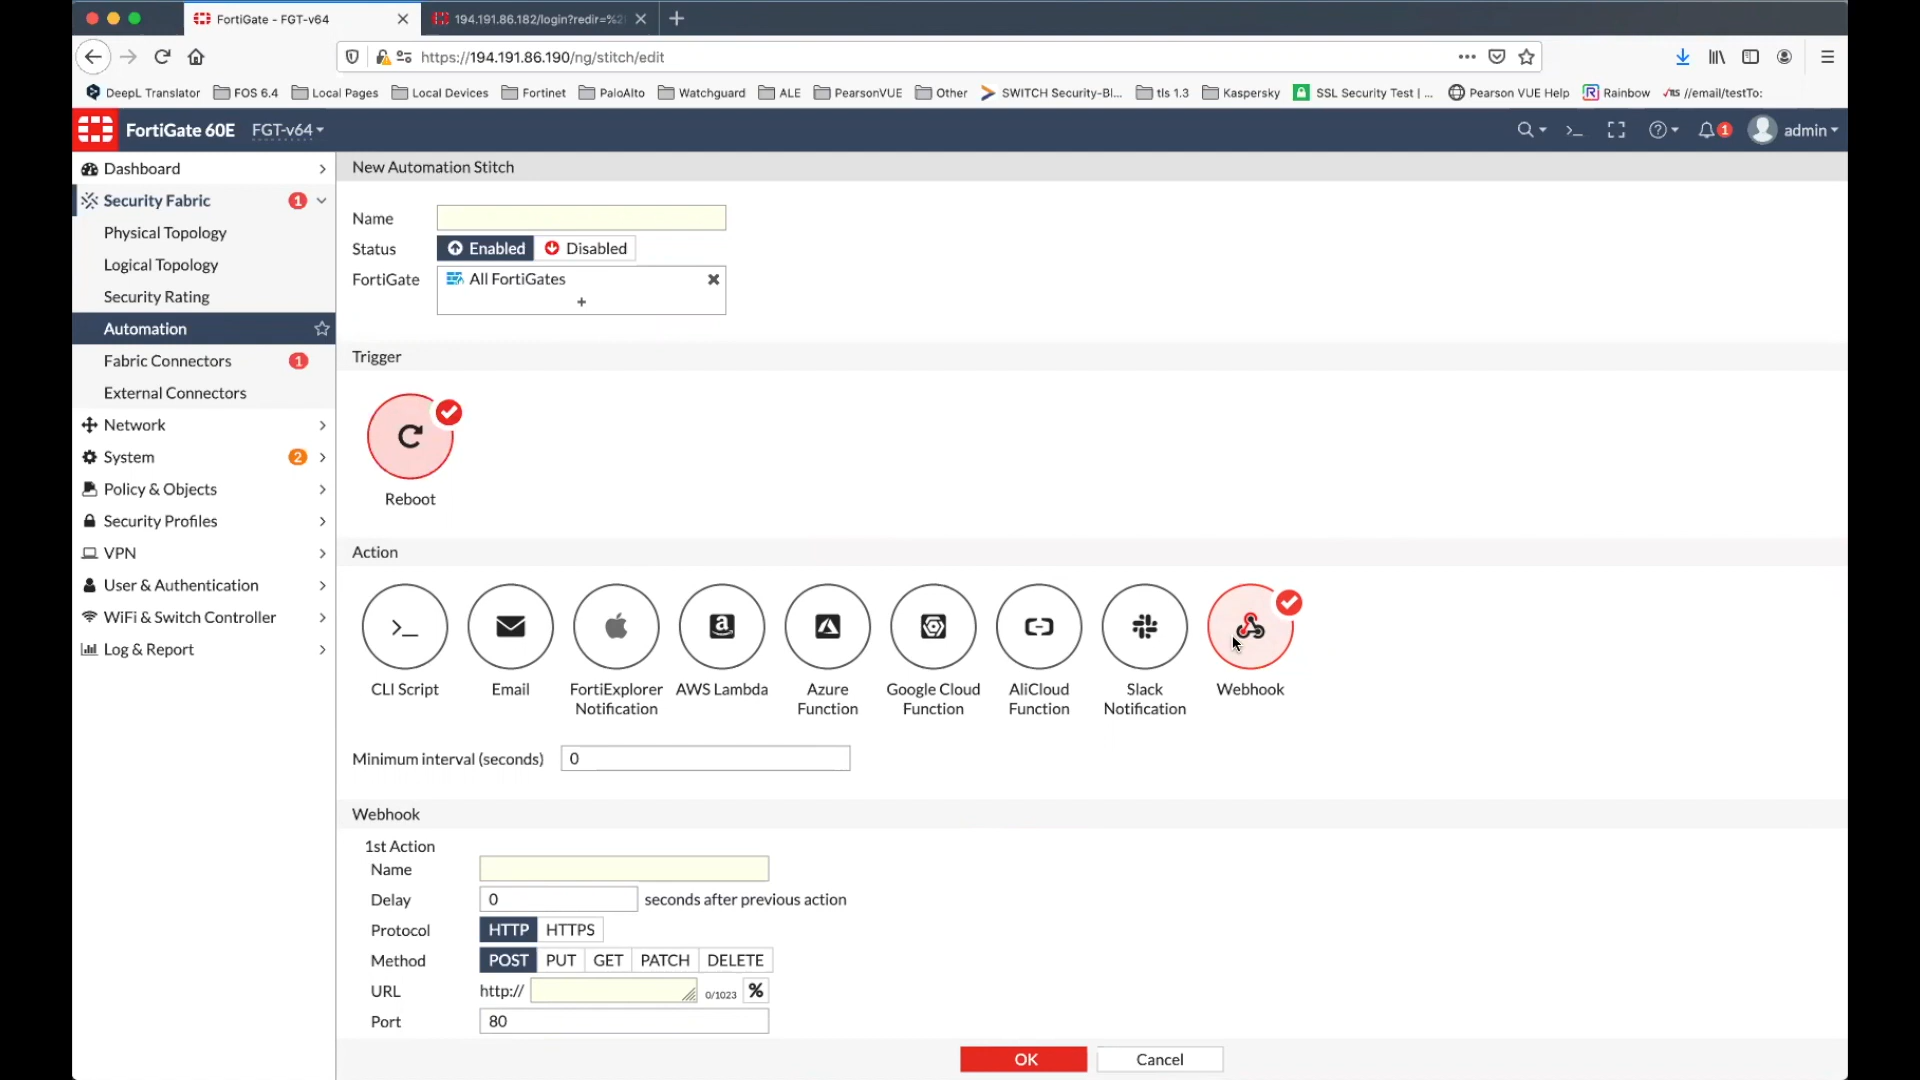 FortiGate - FGT-v64
194.191.86.182/login?redir=%2
https://194.191.86.190/ng/stitch/edit
DeepL Translator
FOS 6.4
Local Pages
Local Devices
Fortinet
PaloAlto
Watchguard
ALE
PearsonVUE
Other
SWITCH Security-Bl...
tls 1.3
Kaspersky
SSL Security Test | ...
Pearson VUE Help
Rainbow
//email/testTo:
FortiGate 60E
FGT-v64
1
admin
Dashboard
Security Fabric
1
Physical Topology
Logical Topology
Security Rating
Automation
Fabric Connectors
1
External Connectors
Network
System
2
Policy & Objects
Security Profiles
VPN
User & Authentication
WiFi & Switch Controller
Log & Report
New Automation Stitch
Name
Status
Enabled
Disabled
FortiGate
All FortiGates
+
Trigger
Reboot
Action
CLI Script
Email
FortiExplorer
Notification
AWS Lambda
Azure
Function
Google Cloud
Function
AliCloud
Function
Slack
Notification
Webhook
Minimum interval (seconds)
0
Webhook
1st Action
Name
Delay
0
seconds after previous action
Protocol
HTTP
HTTPS
Method
POST
PUT
GET
PATCH
DELETE
URL
http://
0/1023
%
Port
80
OK
Cancel